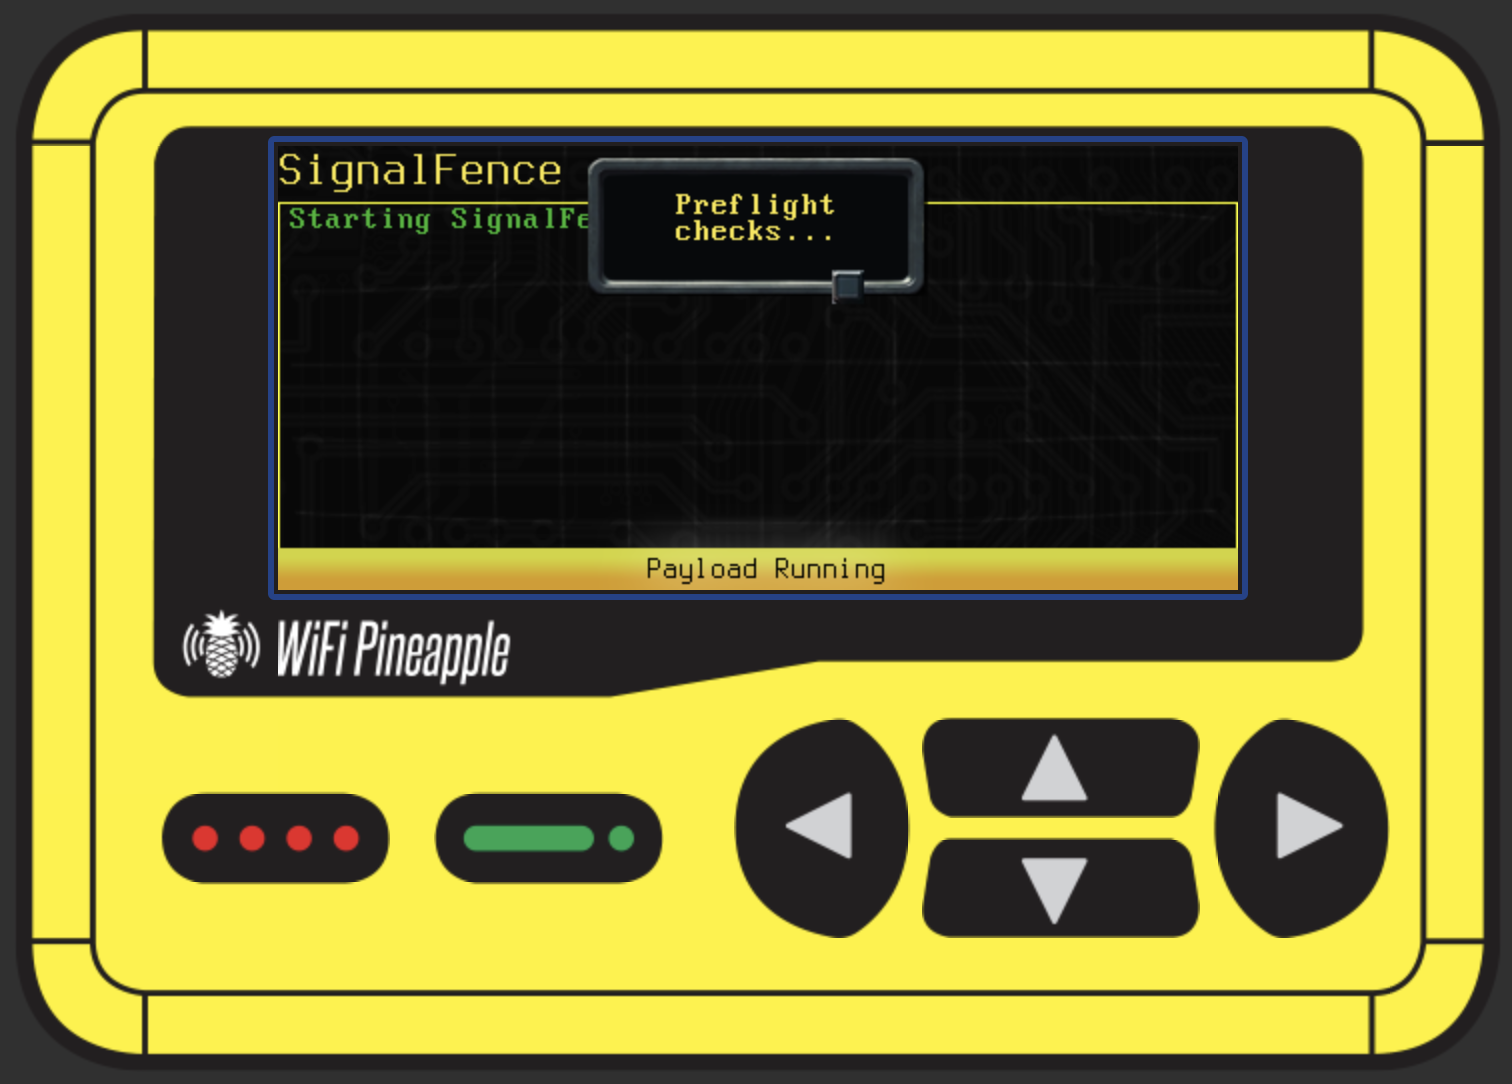 SignalFence
Starting SignalFe
Preflight
checks...
Payload Running
WiFi Pineapple